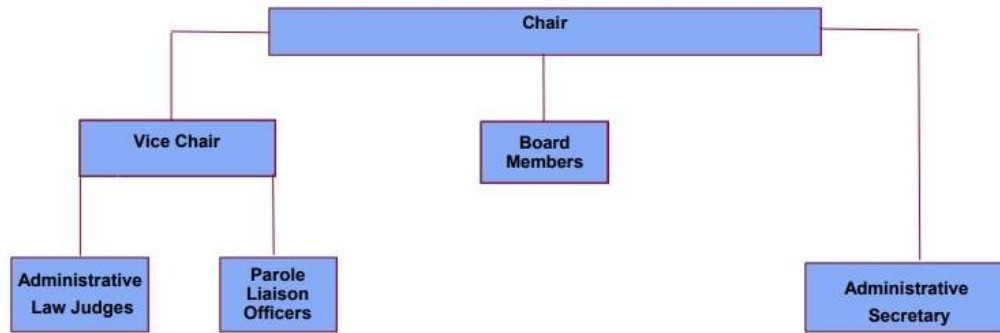 Chair
Vice Chair
Board
Members
Administrative
Law Judges
Parole
Liaison
Officers
Administrative
Secretary